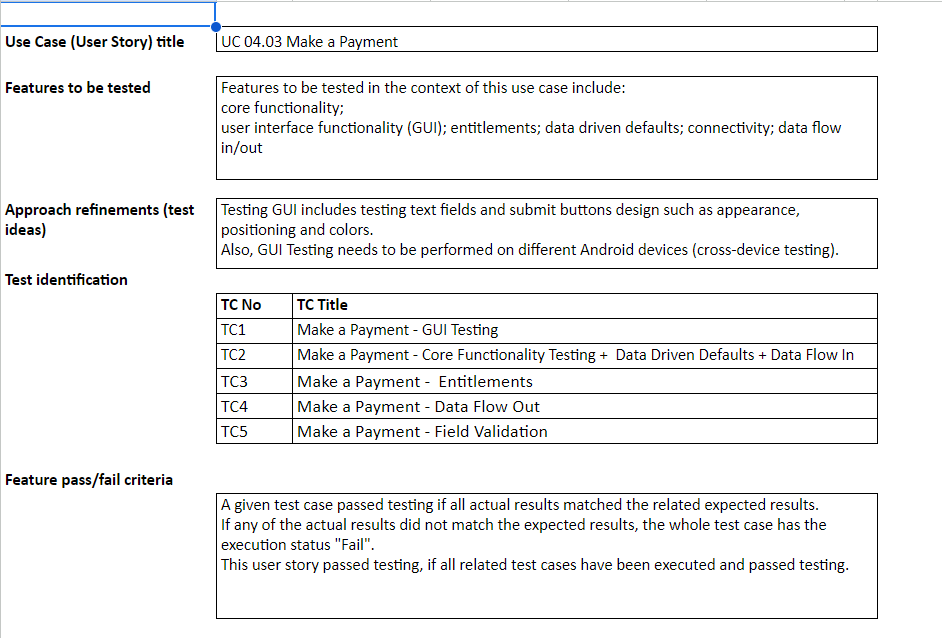 Use Case (User Story) title
UC 04.03 Make a Payment
Features to be tested
Features to be tested in the context of this use case include:
core functionality;
user interface functionality (GUI); entitlements; data driven defaults; connectivity; data flow
in/out
Approach refinements (test
ideas)
Testing GUI includes testing text fields and submit buttons design such as appearance,
positioning and colors.
Also, GUI Testing needs to be performed on different Android devices (cross-device testing).
Test identification
TC No TC Title
TC1 Make a Payment - GUI Testing
TC2 Make a Payment - Core Functionality Testing + Data Driven Defaults + Data Flow In
TC3 Make a Payment - Entitlements
TC4 Make a Payment - Data Flow Out
TC5 Make a Payment - Field Validation
Feature pass/fail criteria
A given test case passed testing if all actual results matched the related expected results.
If any of the actual results did not match the expected results, the whole test case has the
execution status "Fail".
This user story passed testing, if all related test cases have been executed and passed testing.